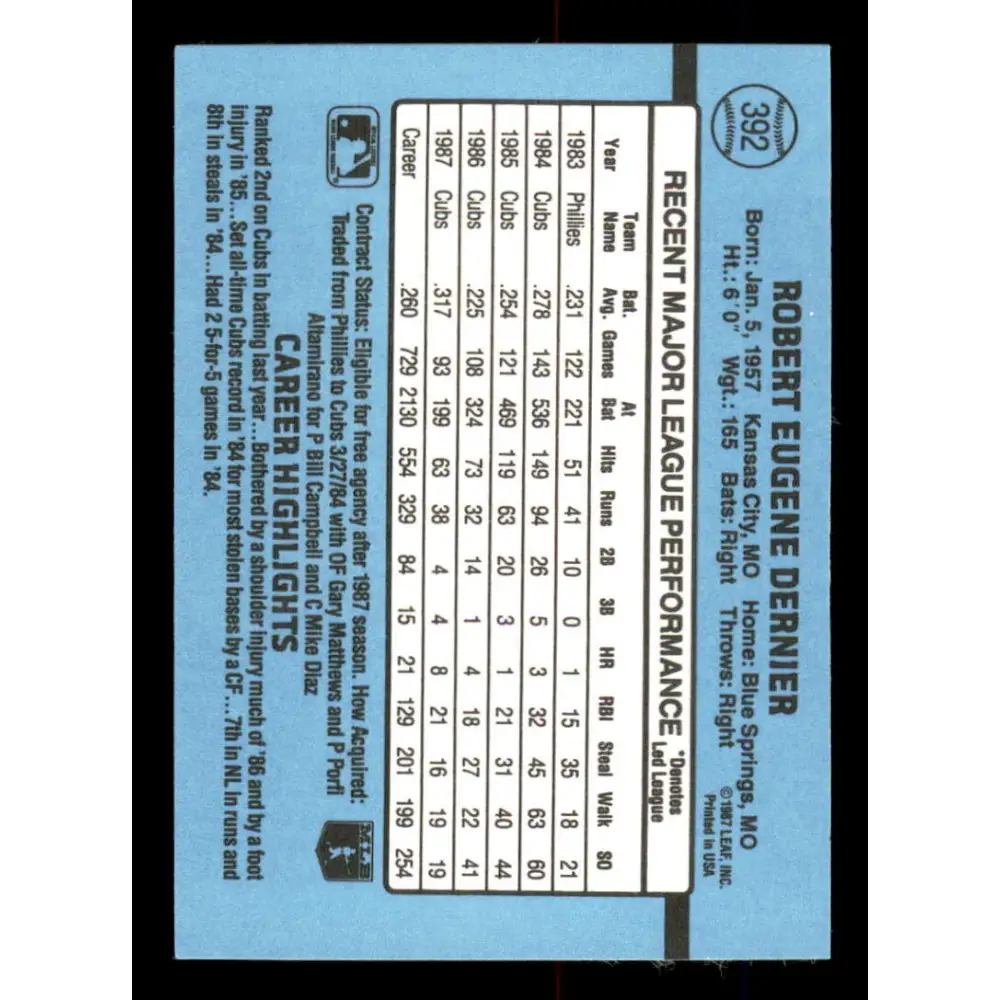 392
ROBERT EUGENE DERNIER
Born: Jan. 5, 1957 Kansas City, MO Home: Blue Springs, MO
Ht.: 6'0" Wgt.: 165 Bats: Right Throws: Right
©1987 LEAF, INC.
Printed in USA
RECENT MAJOR LEAGUE PERFORMANCE
*Denotes
Led League
Year Team Name Bat. Avg. Games At Bat Hits Runs 2B 3B HR RBI Steal Walk SO
1983 Phillies .231 122 221 51 41 10 0 1 15 35 18 21
1984 Cubs .278 143 536 149 94 26 5 3 32 45 63 60
1985 Cubs .254 121 469 119 63 20 3 1 21 31 40 44
1986 Cubs .225 108 324 73 32 14 1 4 18 27 22 41
1987 Cubs .317 93 199 63 38 4 4 8 21 16 19 19
Career .260 729 2130 554 329 84 15 21 129 201 199 254
Contract Status: Eligible for free agency after 1987 season. How Acquired:
Traded from Phillies to Cubs 3/27/84 with OF Gary Matthews and P Porfi
Altamirano for P Bill Campbell and C Mike Diaz
MLB
CAREER HIGHLIGHTS
Ranked 2nd on Cubs in batting last year...Bothered by a shoulder injury much of '86 and by a foot
injury in '85...Set all-time Cubs record in '84 for most stolen bases by a CF...7th in NL in runs and
8th in steals in '84...Had 2 5-for-5 games in '84.